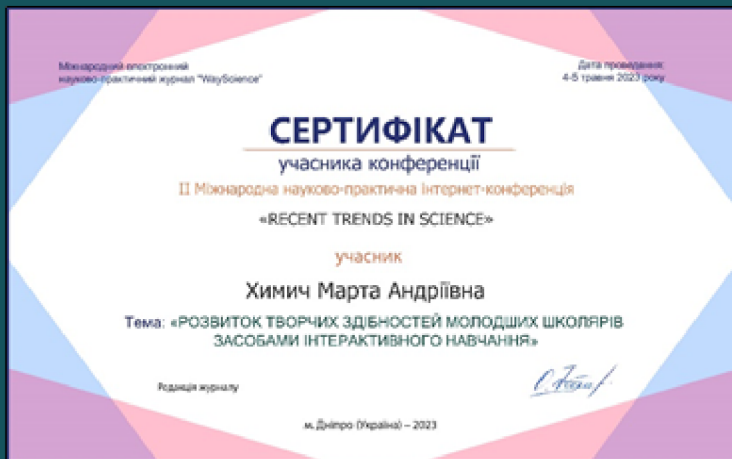 Міжнародний електронний
науково-практичний журнал "WayScience"
Дата проведення:
4-5 травня 2023 року
СЕРТИФІКАТ
учасника конференції
II Міжнародна науково-практична інтернет-конференція
«RECENT TRENDS IN SCIENCE»
учасник
Химич Марта Андріївна
Тема: «РОЗВИТОК ТВОРЧИХ ЗДІБНОСТЕЙ МОЛОДШИХ ШКОЛЯРІВ
ЗАСОБАМИ ІНТЕРАКТИВНОГО НАВЧАННЯ»
Редакція журналу
м. Дніпро (Україна) – 2023